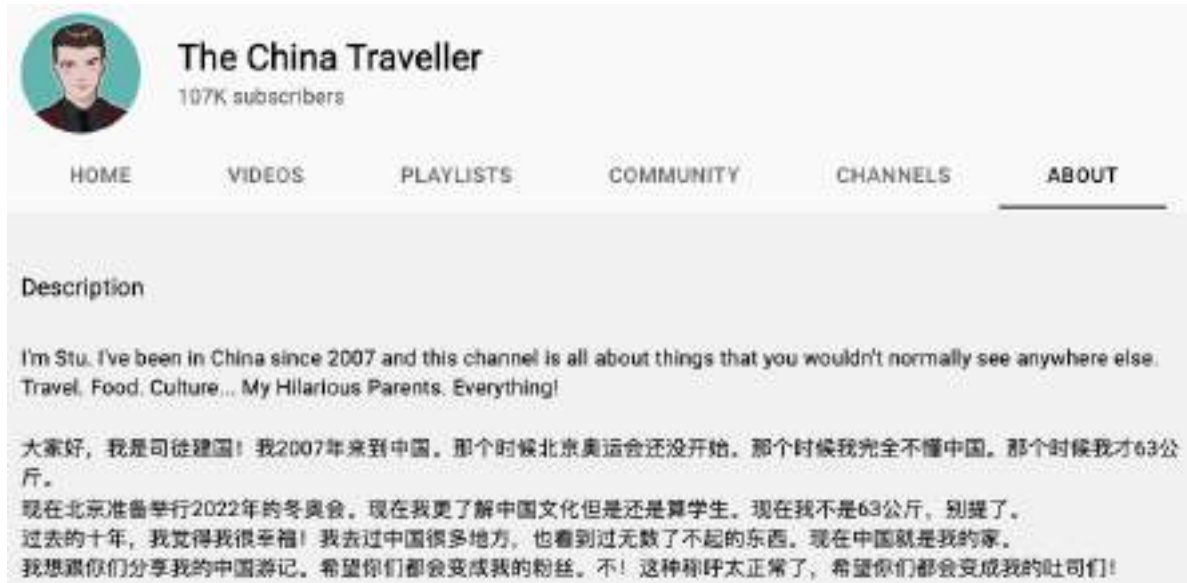 The China Traveller
107K subscribers
HOME VIDEOS PLAYLISTS COMMUNITY CHANNELS ABOUT
Description
I'm Stu. I've been in China since 2007 and this channel is all about things that you wouldn't normally see anywhere else.
Travel. Food. Culture... My Hilarious Parents. Everything!
大家好，我是司徒建国！我2007年来到中国。那个时候北京奥运会还没开始。那个时候我完全不懂中国。那个时候我才63公
斤。
现在北京准备举行2022年的冬奥会。现在我更了解中国文化但是还是算学生。现在我不是63公斤，别提了。
过去的十年，我觉得我很幸福！我去过中国很多地方，也看到过无数了不起的东西。现在中国就是我的家。
我想跟你们分享我的中国游记。希望你们都会变成我的粉丝。不！这种称呼太正常了，希望你们都会变成我的吐司们！